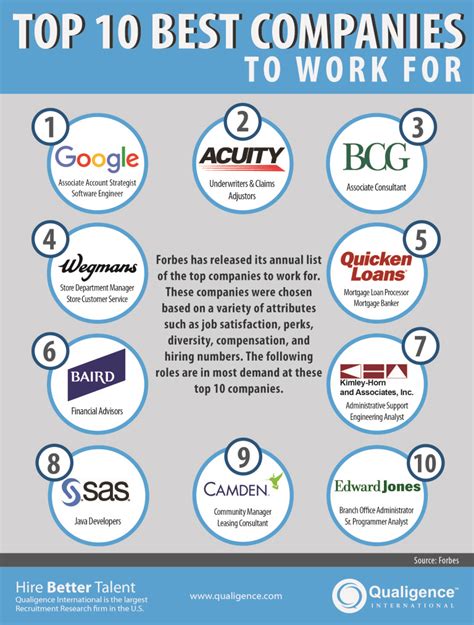 TOP 10 BEST COMPANIES
TO WORK FOR
1
Google
Associate Account Strategist
Software Engineer
2
ACUITY
Underwriters & Claims
Adjustors
3
BCG
Associate Consultant
4
Wegmans
Store Department Manager
Store Customer Service
Forbes has released its annual list
of the top companies to work for.
These companies were chosen
based on a variety of attributes
such as job satisfaction, perks,
diversity, compensation, and
hiring numbers. The following
roles are in most demand at these
top 10 companies.
5
Quicken
Loans
Mortgage Loan Processor
Mortgage Banker
6
BAIRD
Financial Advisors
7
Kimley-Horn
and Associates, Inc.
Administrative Support
Engineering Analyst
8
sas
Java Developers
9
CAMDEN
Community Manager
Leasing Consultant
10
Edward Jones
Branch Office Administrator
Sr. Programmer Analyst
Source: Forbes
Hire Better Talent
Qualigence International is the largest
Recruitment Research firm in the U.S.
www.qualigence.com
Qualigence
INTERNATIONAL